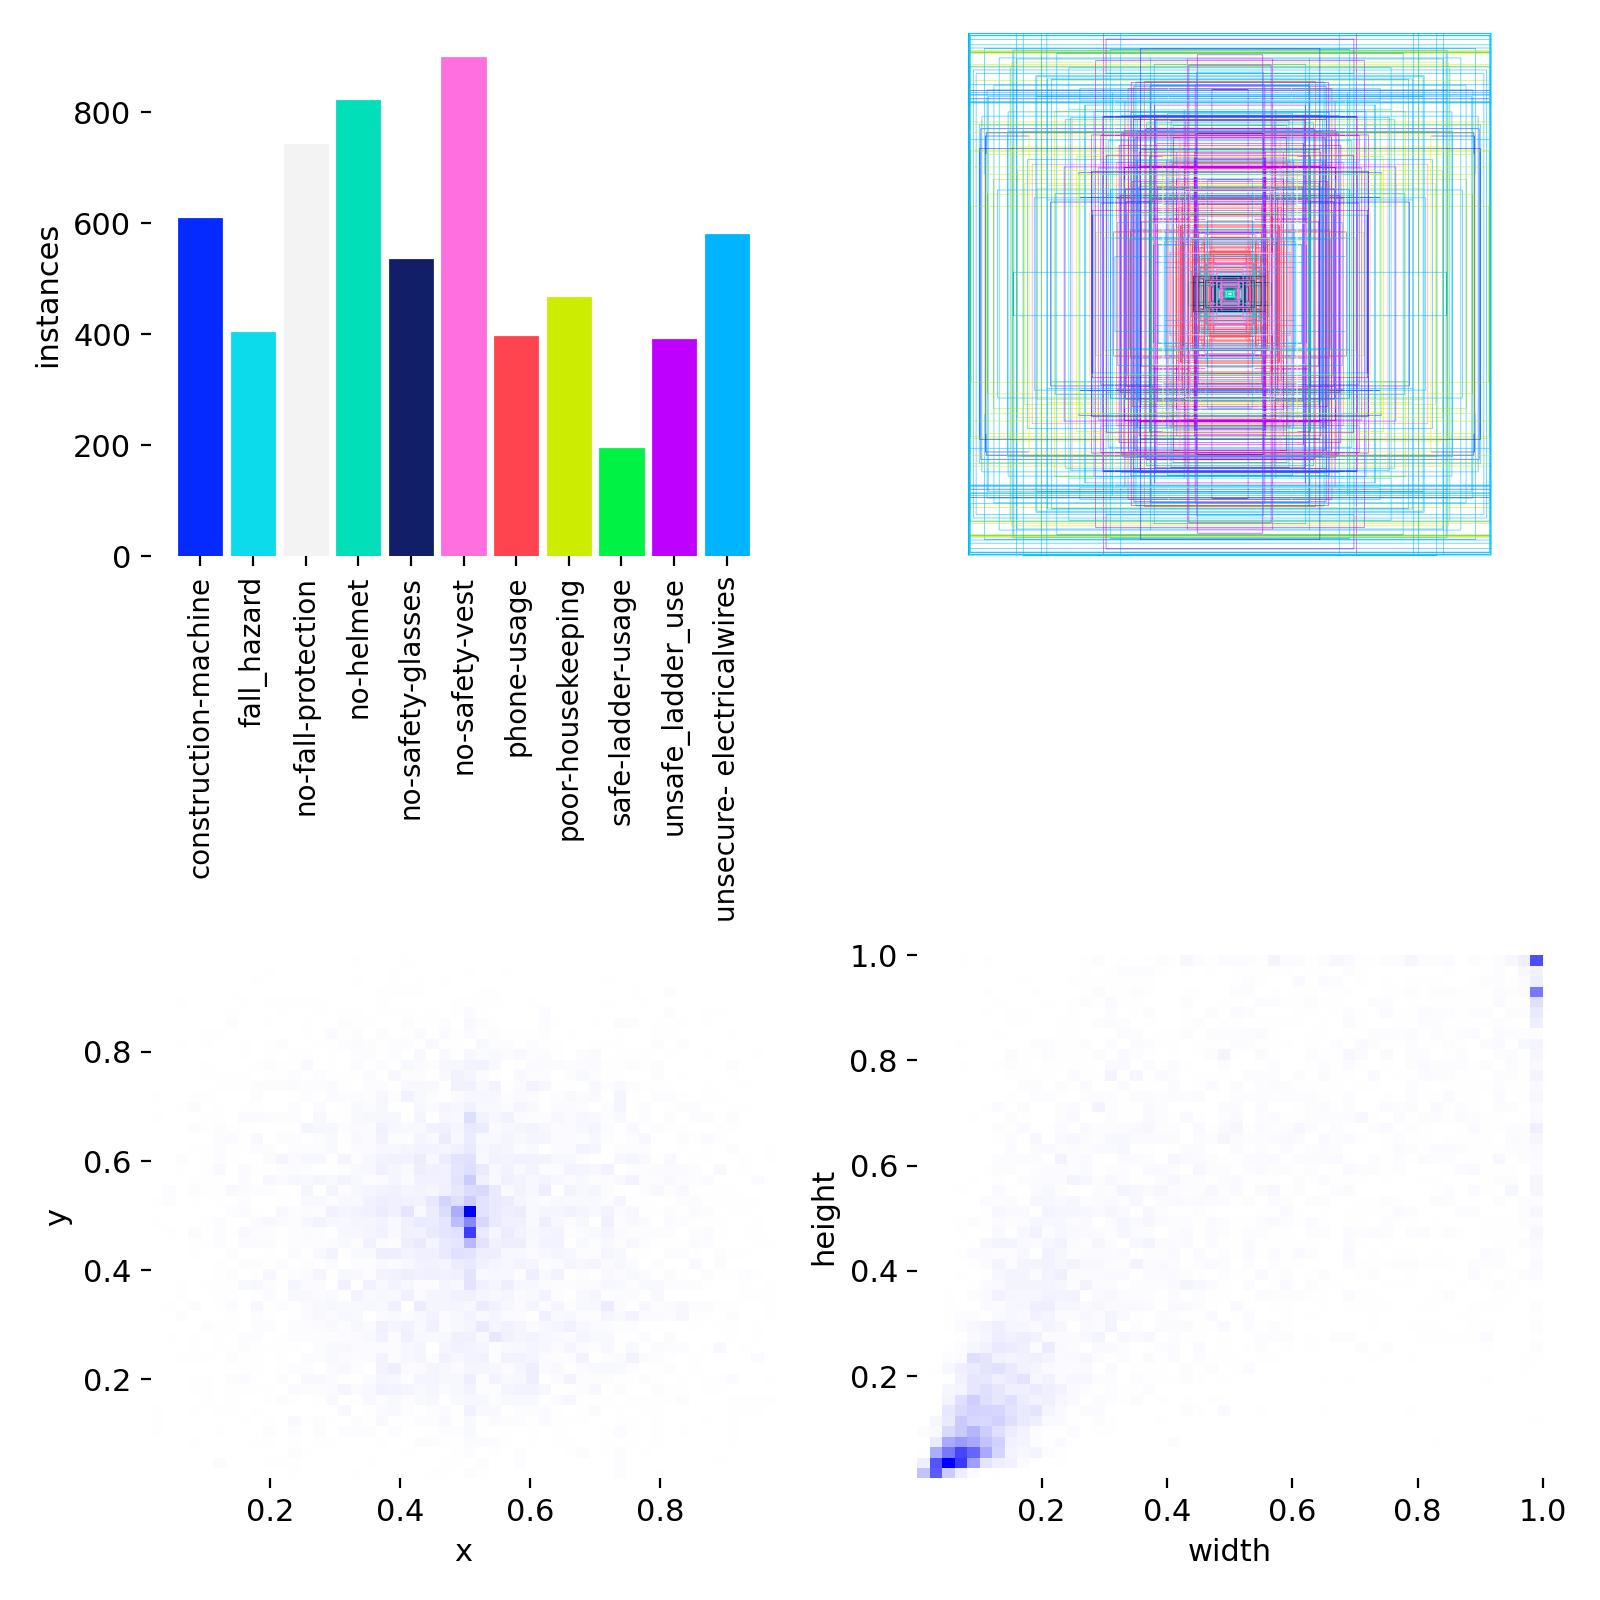 800
600
400
200
0
instances
construction-machine
fall_hazard
no-fall-protection
no-helmet
no-safety-glasses
no-safety-vest
phone-usage
poor-housekeeping
safe-ladder-usage
unsafe_ladder_use
unsecure- electricalwires
0.8
0.6
0.4
0.2
y
0.2
0.4
0.6
0.8
x
1.0
0.8
0.6
0.4
0.2
height
0.2
0.4
0.6
0.8
1.0
width